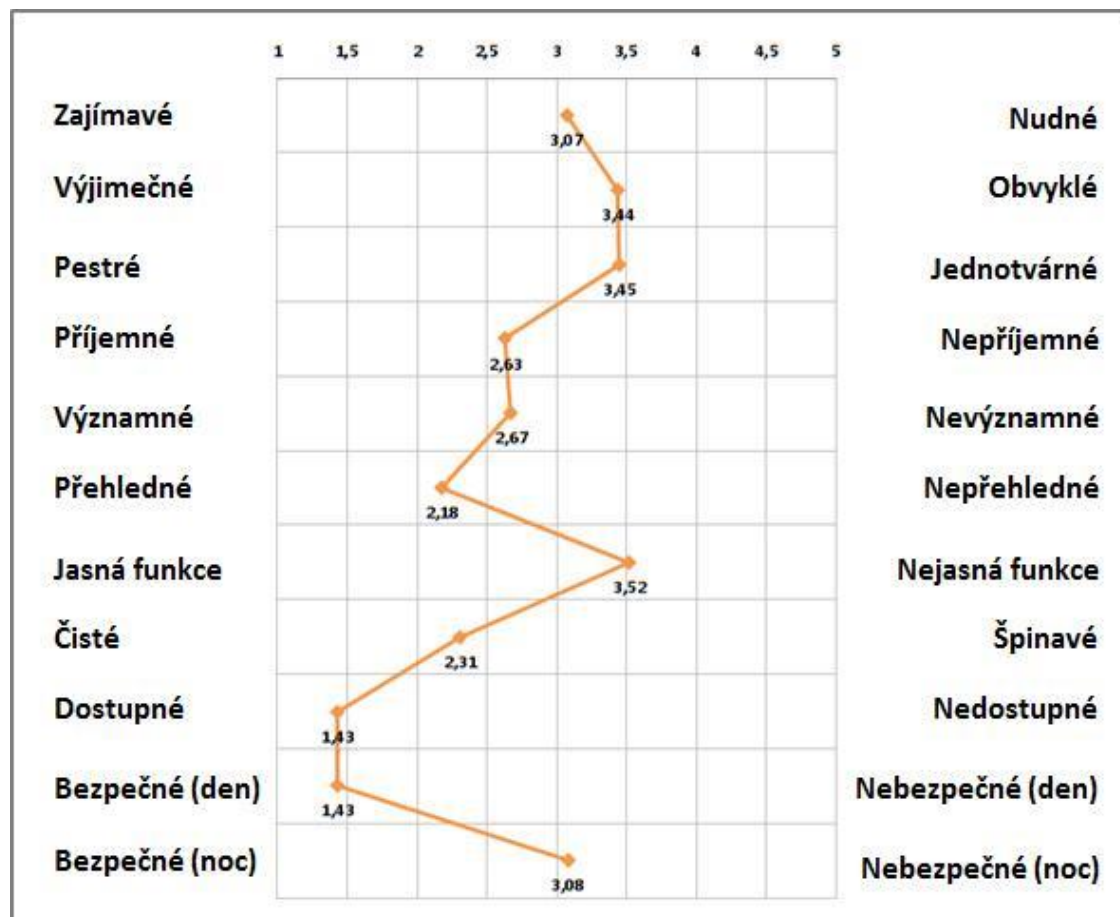 1 1,5 2 2,5 3 3,5 4 4,5 5
Zajímavé Nudné
3,07
Výjimečné Obvyklé
3,44
Pestré Jednotvárné
3,45
Příjemné Nepříjemné
2,63
Významné Nevýznamné
2,67
Přehledné Nepřehledné
2,18
Jasná funkce Nejasná funkce
3,52
Čisté Špinavé
2,31
Dostupné Nedostupné
1,43
Bezpečné (den) Nebezpečné (den)
1,43
Bezpečné (noc) Nebezpečné (noc)
3,08